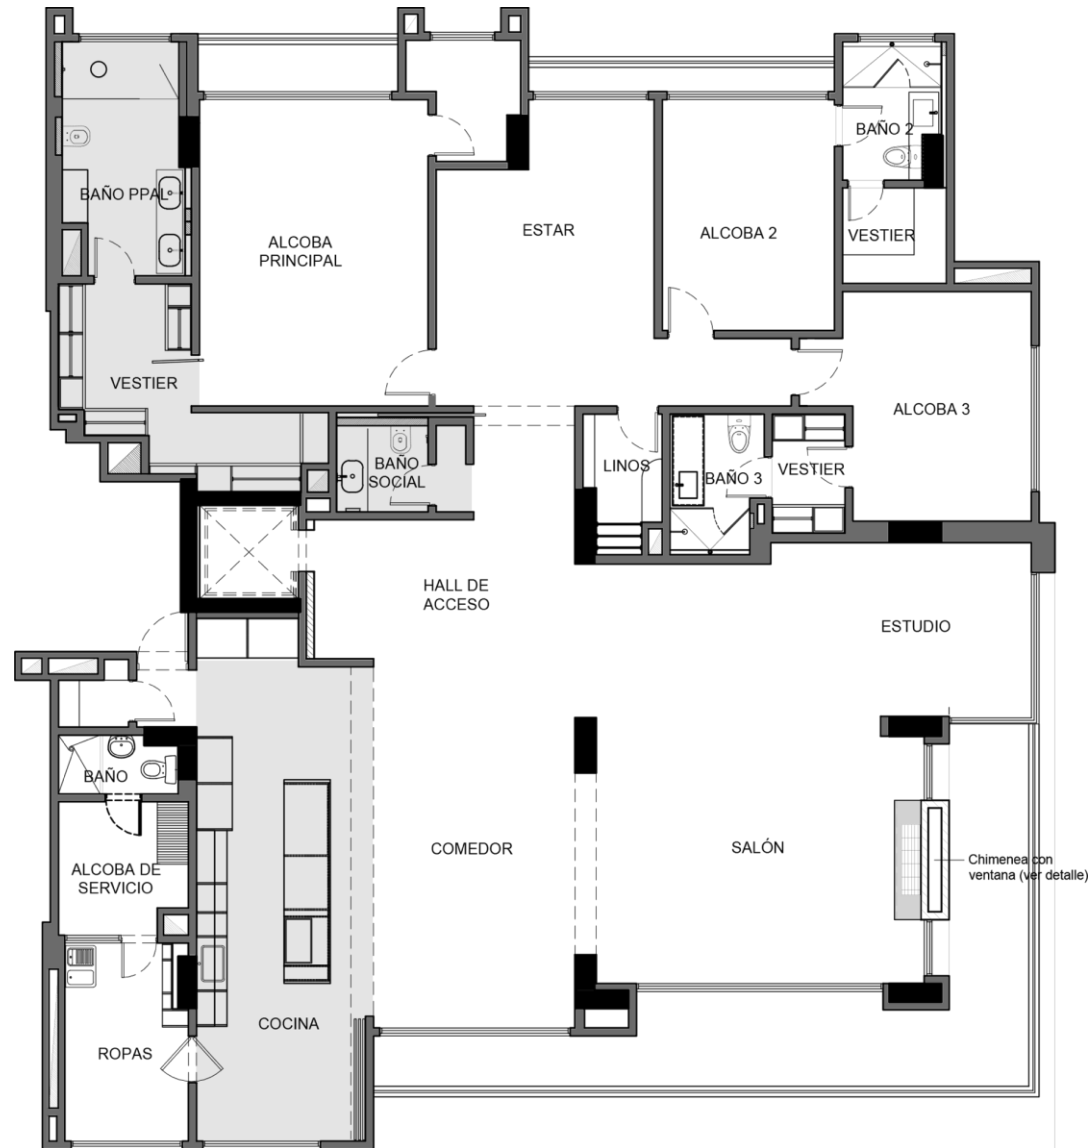 BAÑO 2
BAÑO PPAL
ALCOBA
PRINCIPAL
ESTAR
ALCOBA 2
VESTIER
VESTIER
ALCOBA 3
BAÑO
SOCIAL
LINOS
BAÑO 3
VESTIER
HALL DE
ACCESO
ESTUDIO
BAÑO
COMEDOR
SALÓN
Chimenea con
ventana (ver detalle)
ALCOBA DE
SERVICIO
COCINA
ROPAS